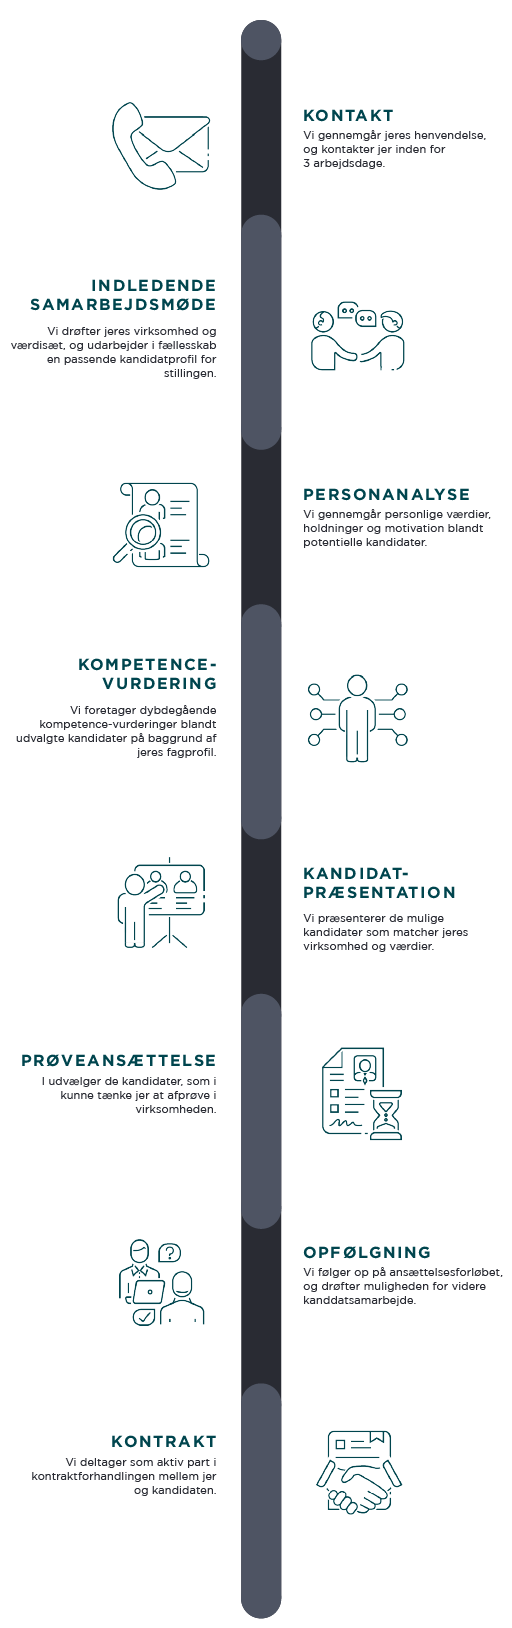 KONTAKT
Vi gennemgår jeres henvendelse,
og kontakter jer inden for
3 arbejdsdage.
INDLEDENDE
SAMARBEJDSMØDE
Vi drøfter jeres virksomhed og
værdisæt, og udarbejder i fællesskab
en passende kandidatprofil for
stillingen.
PERSONANALYSE
Vi gennemgår personlige værdier,
holdninger og motivation blandt
potentielle kandidater.
KOMPETENCE-
VURDERING
Vi foretager dybdegående
kompetence-vurderinger blandt
udvalgte kandidater på baggrund af
jeres fagprofil.
KANDIDAT-
PRÆSENTATION
Vi præsenterer de mulige
kandidater som matcher jeres
virksomhed og værdier.
PRØVEANSÆTTELSE
I udvælger de kandidater, som i
kunne tænke jer at afprøve i
virksomheden.
?
OPFØLGNING
Vi følger op på ansættelsesforløbet,
og drøfter muligheden for videre
kanddatsamarbejde.
KONTRAKT
Vi deltager som aktiv part i
kontraktforhandlingen mellem jer
og kandidaten.